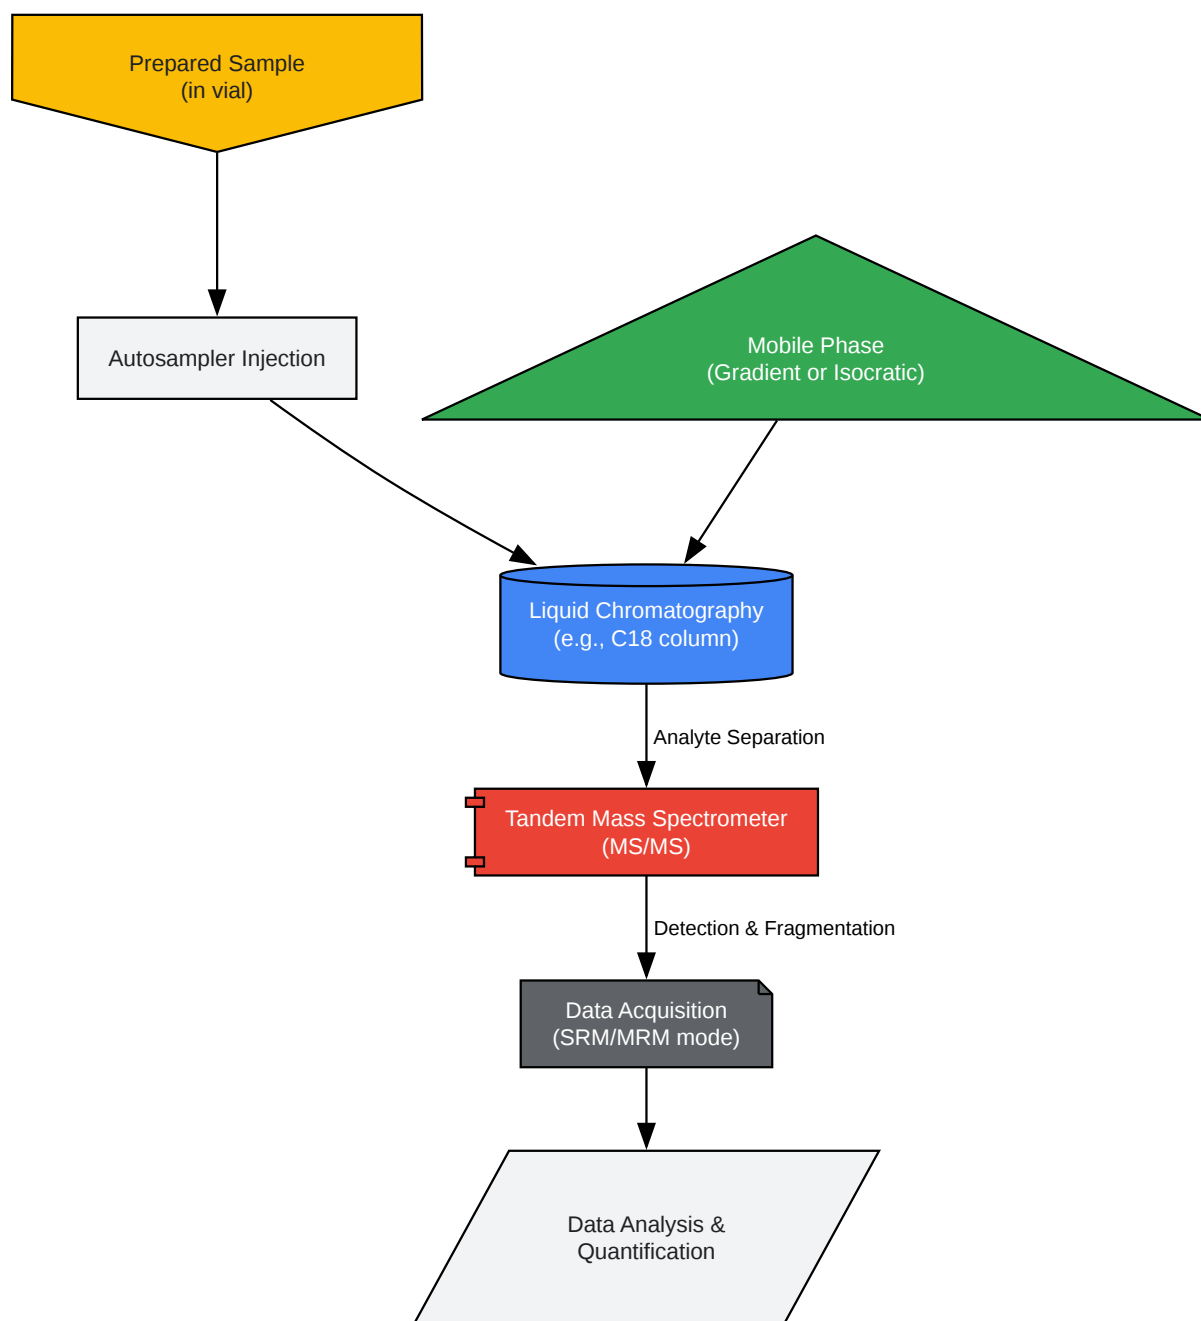 Prepared Sample
(in vial)
Autosampler Injection
Mobile Phase
(Gradient or Isocratic)
Liquid Chromatography
(e.g., C18 column)
Analyte Separation
Tandem Mass Spectrometer
(MS/MS)
Detection & Fragmentation
Data Acquisition
(SRM/MRM mode)
Data Analysis &
Quantification